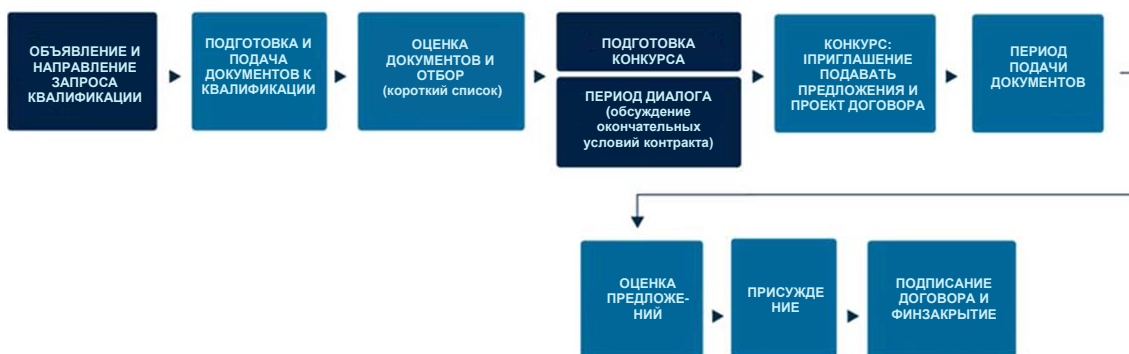 ОБЪЯВЛЕНИЕ И
НАПРАВЛЕНИЕ
ЗАПРОСА
КВАЛИФИКАЦИИ
ПОДГОТОВКА И
ПОДАЧА
ДОКУМЕНТОВ К
КВАЛИФИКАЦИИ
ОЦЕНКА
ДОКУМЕНТОВ И
ОТБОР
(короткий список)
ПОДГОТОВКА
КОНКУРСА
ПЕРИОД ДИАЛОГА
(обсуждение
окончательных
условий контракта)
КОНКУРС:
IПРИГЛАШЕНИЕ
ПОДАВАТЬ
ПРЕДЛОЖЕНИЯ И
ПРОЕКТ ДОГОВОРА
ПЕРИОД
ПОДАЧИ
ДОКУМЕНТОВ
ОЦЕНКА
ПРЕДЛОЖЕ-
НИЙ
ПРИСУЖДЕ
НИЕ
ПОДПИСАНИЕ
ДОГОВОРА И
ФИНЗАКРЫТИЕ